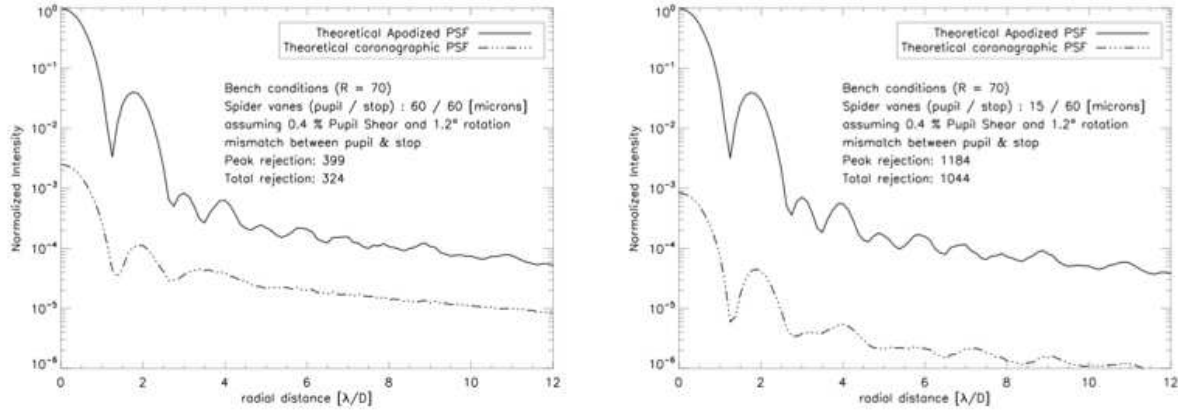 Theoretical Apodized PSF
Theoretical coronagraphic PSF
Bench conditions (R = 70)
Spider vanes (pupil / stop) : 60 / 60 [microns]
assuming 0.4 % Pupil Shear and 1.2° rotation
mismatch between pupil & stop
Peak rejection: 399
Total rejection: 324
Normalized Intensity
10⁰
10⁻¹
10⁻²
10⁻³
10⁻⁴
10⁻⁵
10⁻⁶
0 2 4 6 8 10 12
radial distance [λ/D]
Theoretical Apodized PSF
Theoretical coronographic PSF
Bench conditions (R = 70)
Spider vanes (pupil / stop) : 15 / 60 [microns]
assuming 0.4 % Pupil Shear and 1.2° rotation
mismatch between pupil & stop
Peak rejection: 1184
Total rejection: 1044
Normalized Intensity
10⁰
10⁻¹
10⁻²
10⁻³
10⁻⁴
10⁻⁵
10⁻⁶
0 2 4 6 8 10 12
radial distance [λ/D]